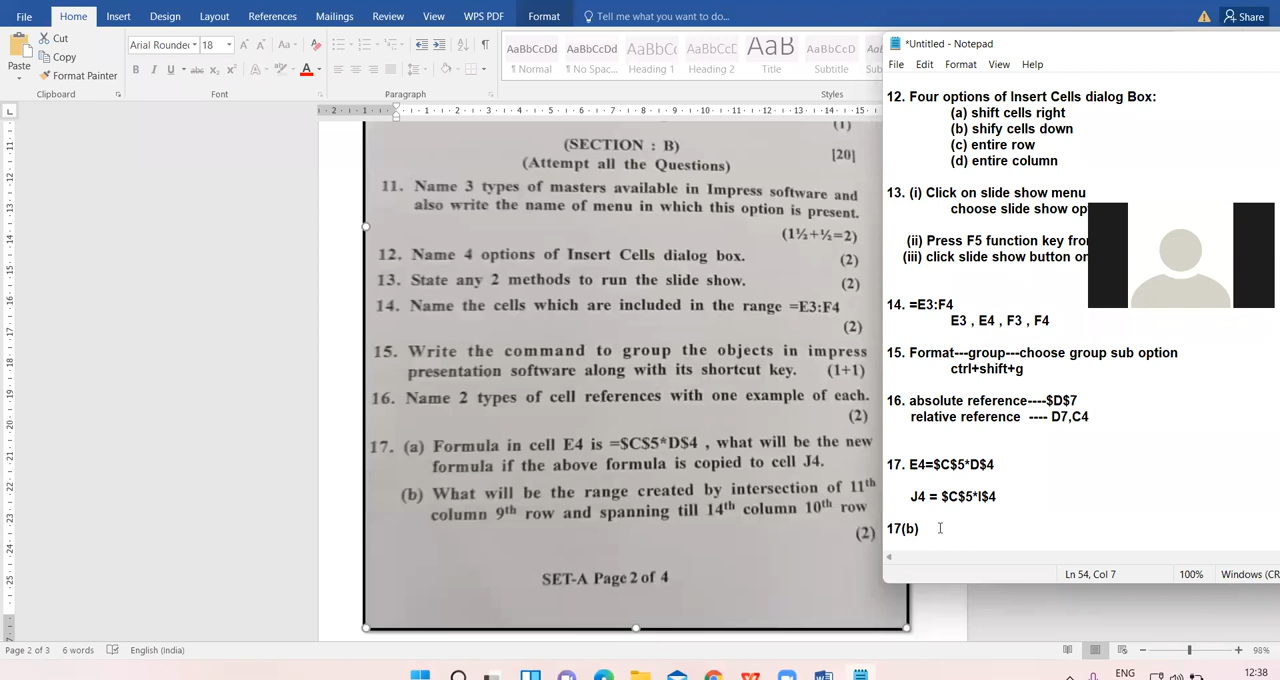 File Home Insert Design Layout References Mailings Review View WPS PDF Format Tell me what you want to do... Share
Cut
Copy
Format Painter
Paste
Arial Rounde 18
Clipboard Font Paragraph Styles
AaBbCcDd AaBbCcDd AaBbC AaBbCcD AaB AaBbCcD
¶ Normal ¶ No Spac... Heading 1 Heading 2 Title Subtitle
(1)
(SECTION : B)
(Attempt all the Questions) [20]
11. Name 3 types of masters available in Impress software and
also write the name of menu in which this option is present.
(1½+½=2)
12. Name 4 options of Insert Cells dialog box. (2)
13. State any 2 methods to run the slide show. (2)
14. Name the cells which are included in the range =E3:F4
(2)
15. Write the command to group the objects in impress
presentation software along with its shortcut key. (1+1)
16. Name 2 types of cell references with one example of each.
(2)
17. (a) Formula in cell E4 is =$C$5*D$4 , what will be the new
formula if the above formula is copied to cell J4.
(b) What will be the range created by intersection of 11th
column 9th row and spanning till 14th column 10th row
(2)
SET-A Page 2 of 4
*Untitled - Notepad
File Edit Format View Help
12. Four options of Insert Cells dialog Box:
(a) shift cells right
(b) shify cells down
(c) entire row
(d) entire column
13. (i) Click on slide show menu
choose slide show op
(ii) Press F5 function key fro
(iii) click slide show button or
14. =E3:F4
E3 , E4 , F3 , F4
15. Format---group---choose group sub option
ctrl+shift+g
16. absolute reference----$D$7
relative reference ---- D7,C4
17. E4=$C$5*D$4
J4 = $C$5*I$4
17(b)
Ln 54, Col 7 100% Windows (CR
Page 2 of 3 6 words English (India) 98%
ENG 12:38